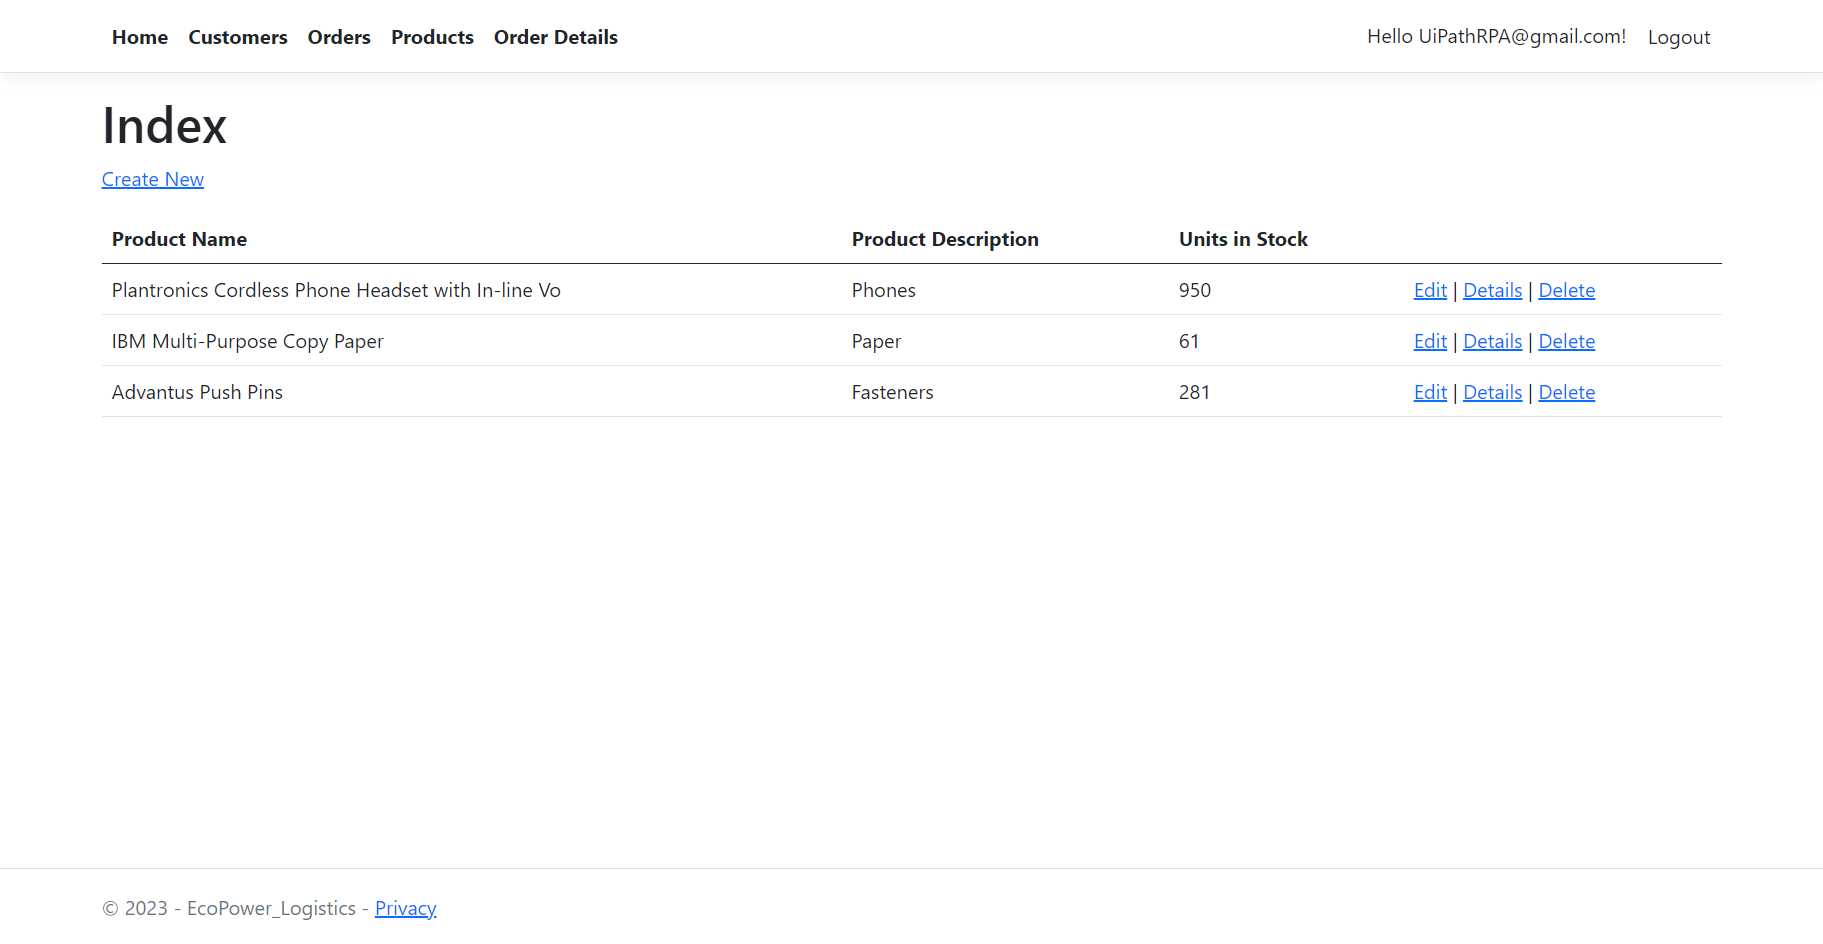 Home Customers Orders Products Order Details Hello UiPathRPA@gmail.com! Logout
Index
Create New
Product Name Product Description Units in Stock
Plantronics Cordless Phone Headset with In-line Vo Phones 950 Edit | Details | Delete
IBM Multi-Purpose Copy Paper Paper 61 Edit | Details | Delete
Advantus Push Pins Fasteners 281 Edit | Details | Delete
© 2023 - EcoPower_Logistics - Privacy